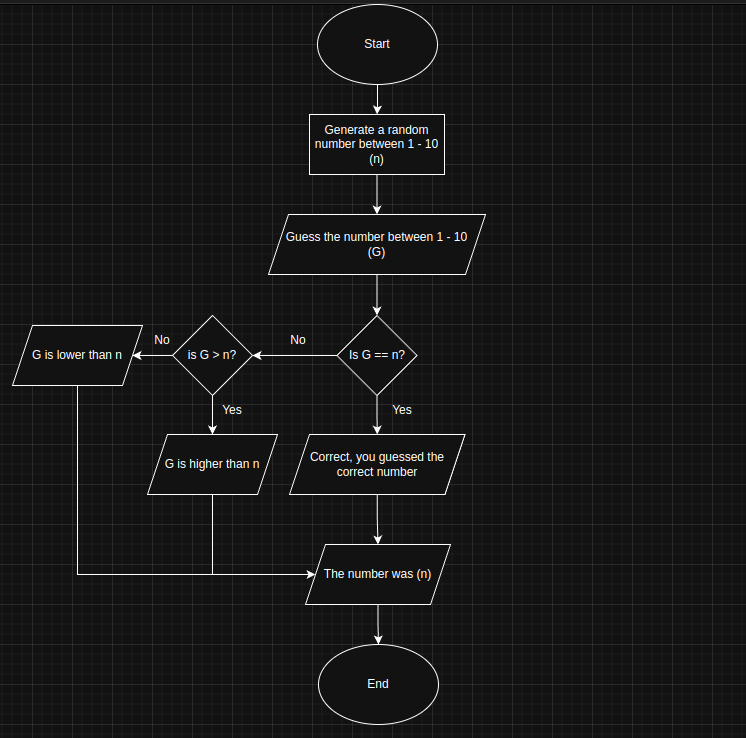 Start
Generate a random
number between 1 - 10
(n)
Guess the number between 1 - 10
(G)
Is G == n?
No
is G > n?
No
G is lower than n
Yes
Yes
G is higher than n
Correct, you guessed the
correct number
The number was (n)
End